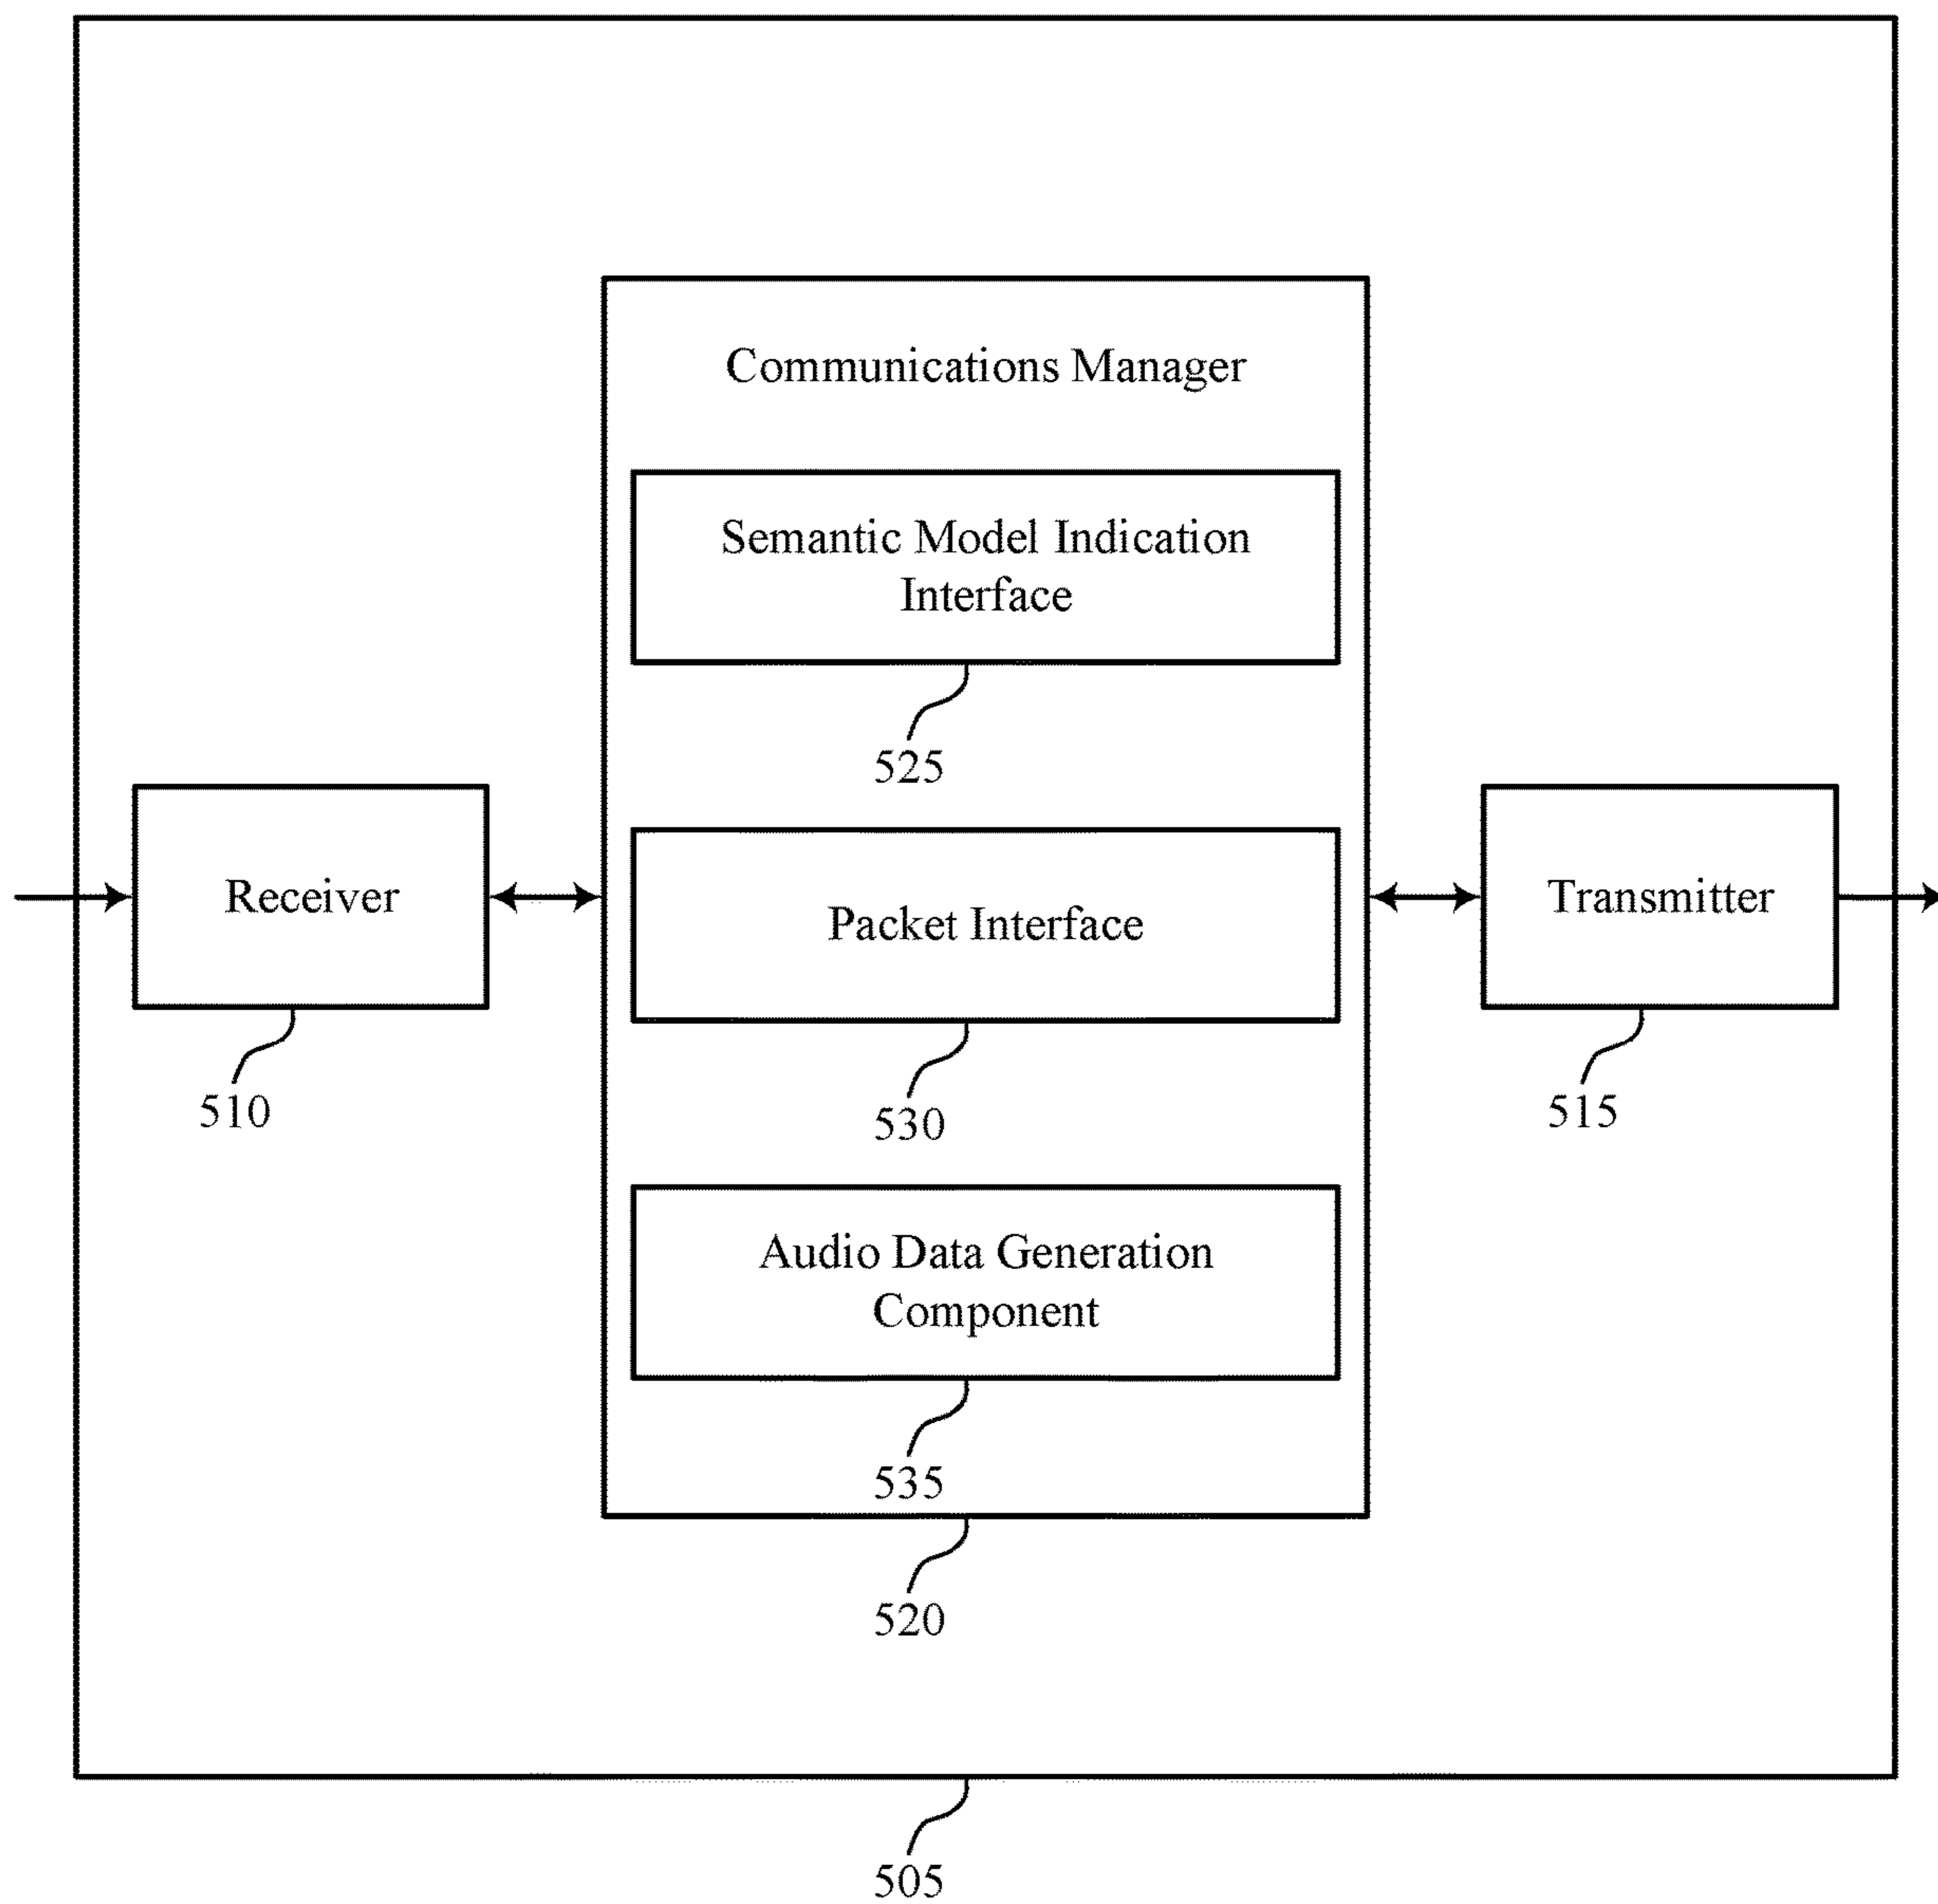 Communications Manager
Semantic Model Indication
Interface
525
Receiver
510
Packet Interface
530
Transmitter
515
Audio Data Generation
Component
535
520
505